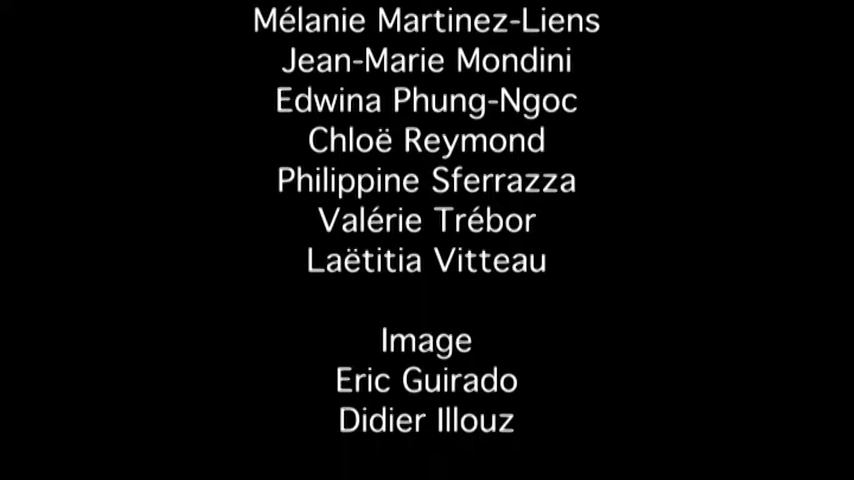 Mélanie Martinez-Liens
Jean-Marie Mondini
Edwina Phung-Ngoc
Chloë Reymond
Philippine Sferrazza
Valérie Trébor
Laëtitia Vitteau
Image
Eric Guirado
Didier Illouz